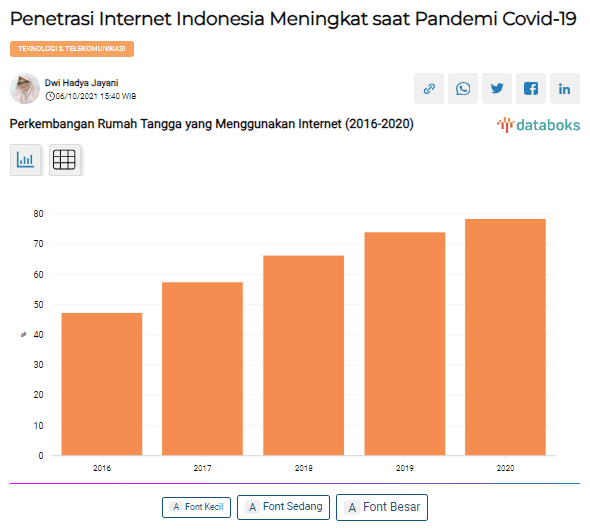 Penetrasi Internet Indonesia Meningkat saat Pandemi Covid-19
TEKNOLOGI & TELEKOMUNIKASI
Dwi Hadya Jayani
06/10/2021 15:40 WIB
Perkembangan Rumah Tangga yang Menggunakan Internet (2016-2020)
databoks
80
70
60
50
40
30
20
10
0
%
2016 2017 2018 2019 2020
A Font Kecil A Font Sedang A Font Besar